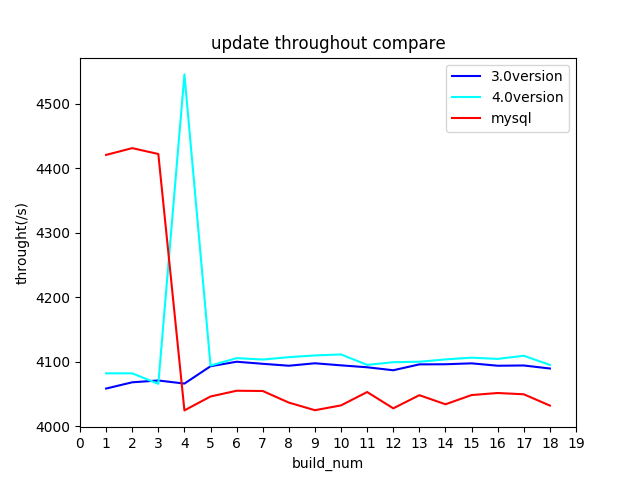 update throughout compare
3.0version
4.0version
mysql
throught(/s)
4500
4400
4300
4200
4100
4000
0 1 2 3 4 5 6 7 8 9 10 11 12 13 14 15 16 17 18 19
build_num